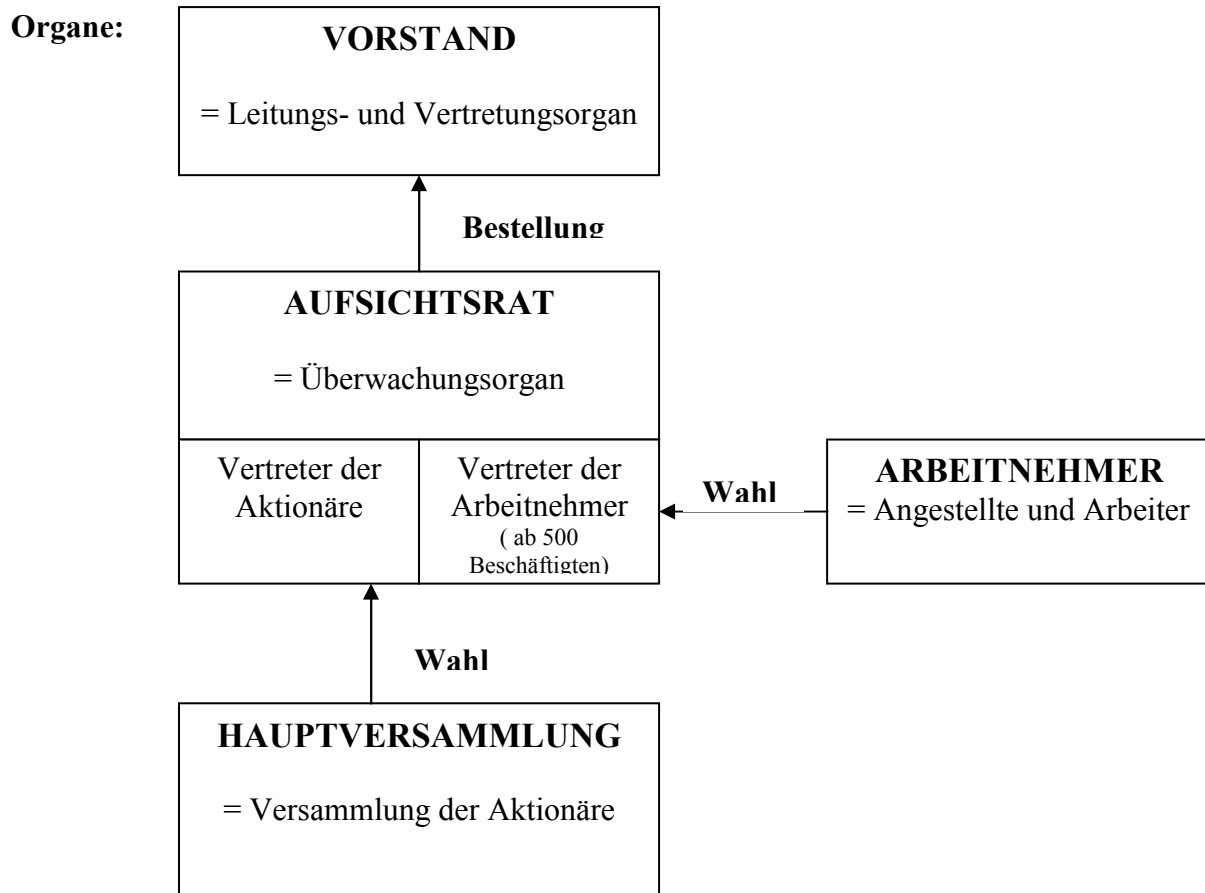 Organe:
VORSTAND
= Leitungs- und Vertretungsorgan
Bestellung
AUFSICHTSRAT
= Überwachungsorgan
Vertreter der
Aktionäre
Vertreter der
Arbeitnehmer
( ab 500
Beschäftigten)
Wahl
ARBEITNEHMER
= Angestellte und Arbeiter
Wahl
HAUPTVERSAMMLUNG
= Versammlung der Aktionäre